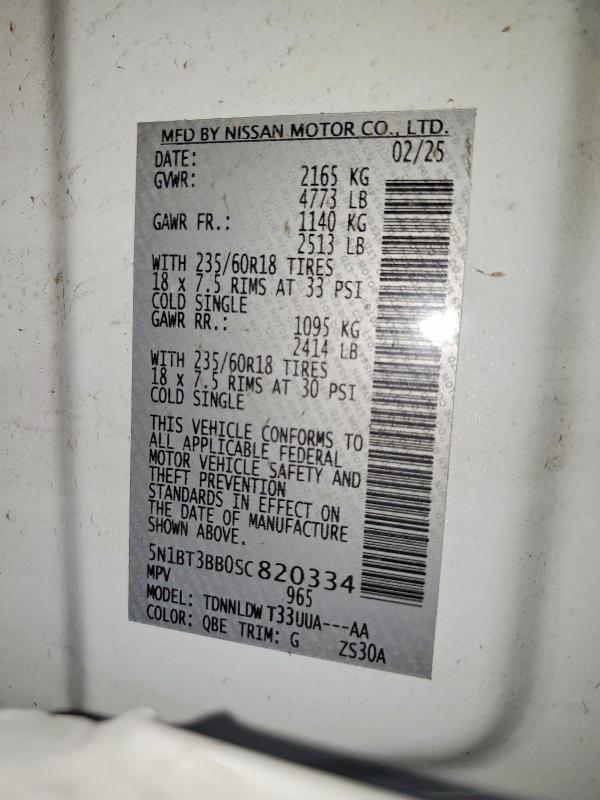 MFD BY NISSAN MOTOR CO., LTD.
DATE: 02/25
GVWR: 2165 KG
4773 LB
GAWR FR.: 1140 KG
2513 LB
WITH 235/60R18 TIRES
18 x 7.5 RIMS AT 33 PSI
COLD SINGLE
GAWR RR.: 1095 KG
2414 LB
WITH 235/60R18 TIRES
18 x 7.5 RIMS AT 30 PSI
COLD SINGLE
THIS VEHICLE CONFORMS TO
ALL APPLICABLE FEDERAL
MOTOR VEHICLE SAFETY AND
THEFT PREVENTION
STANDARDS IN EFFECT ON
THE DATE OF MANUFACTURE
SHOWN ABOVE.
5N1BT3BB0SC820334
MPV 965
MODEL: TDNNLDW T33UUA---AA
COLOR: QBE TRIM: G ZS30A